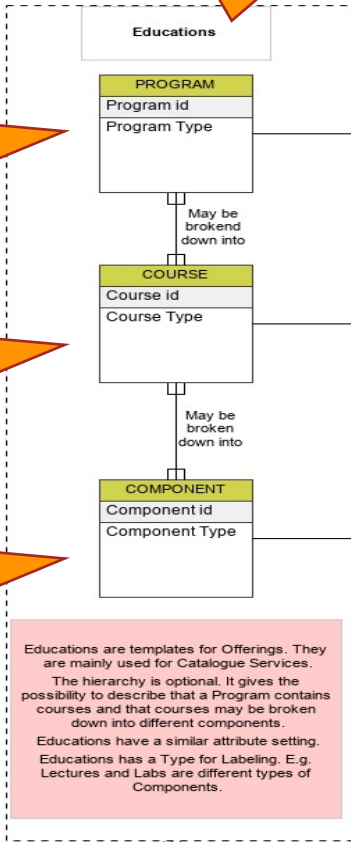 Educations
PROGRAM
Program id
Program Type
May be
brokend
down into
COURSE
Course id
Course Type
May be
broken
down into
COMPONENT
Component id
Component Type
Educations are templates for Offerings. They
are mainly used for Catalogue Services.
The hierarchy is optional. It gives the
possibility to describe that a Program contains
courses and that courses may be broken
down into different components.
Educations have a similar attribute setting.
Educations has a Type for Labeling. E.g.
Lectures and Labs are different types of
Components.